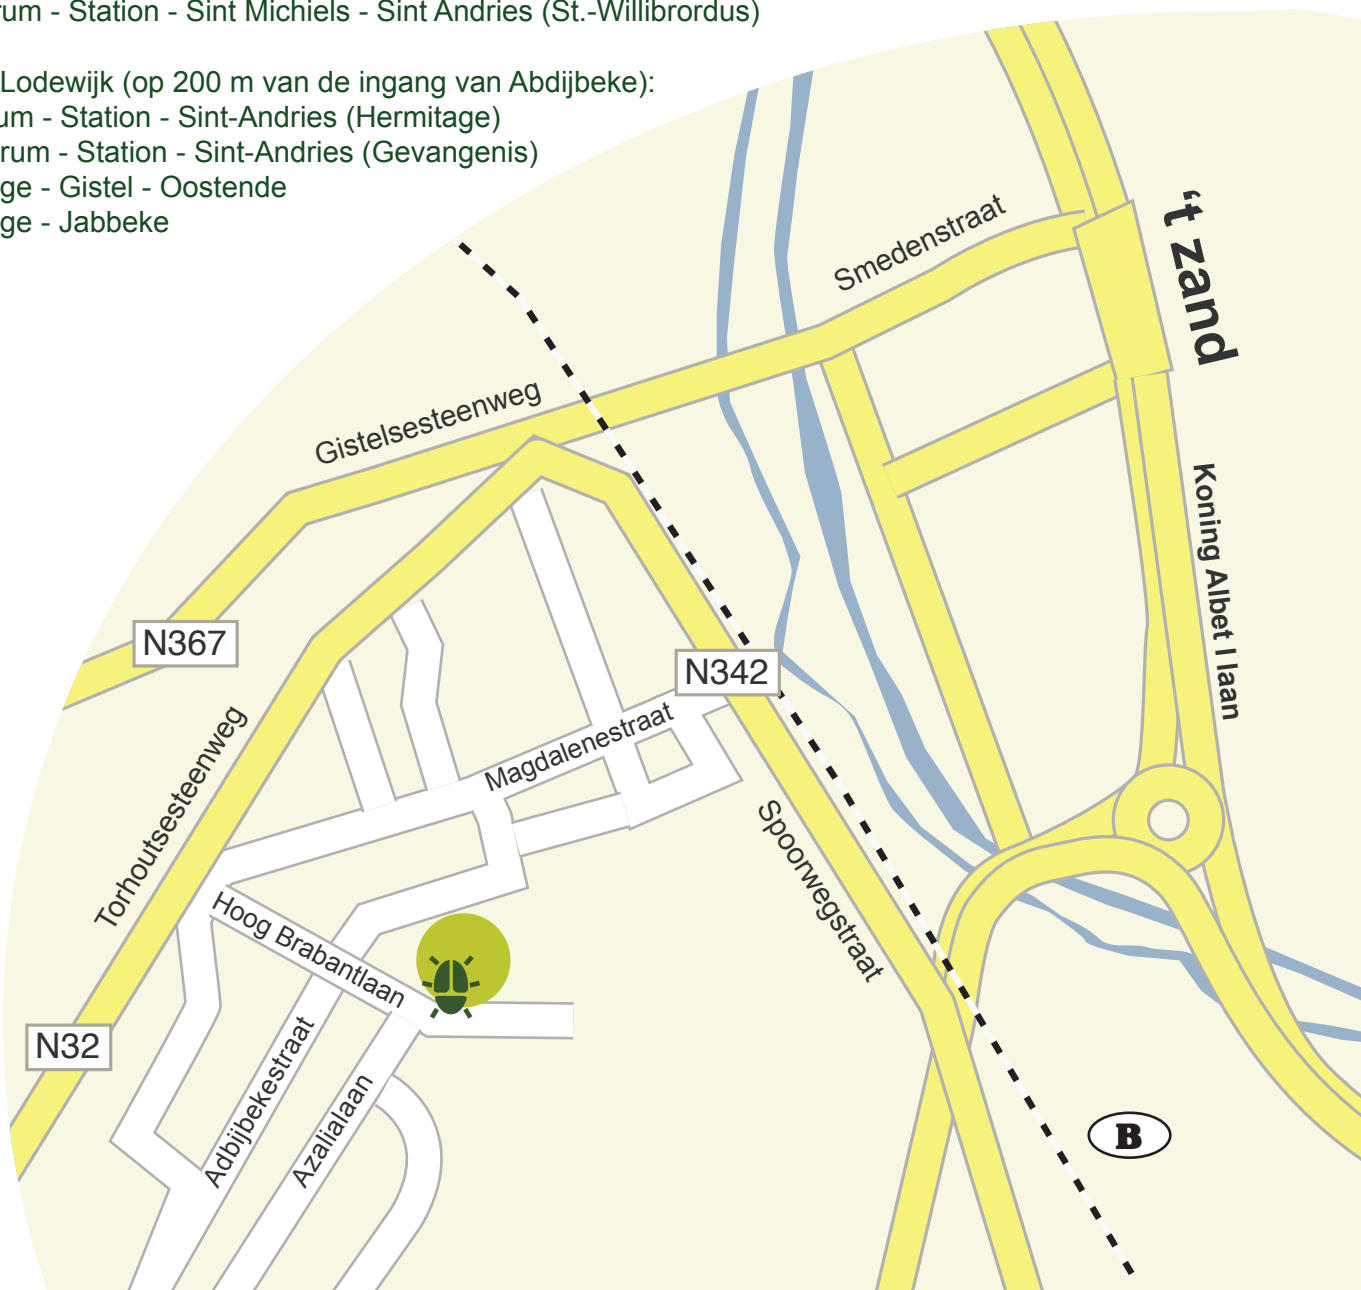 rum - Station - Sint Michiels - Sint Andries (St.-Willibrordus)
Lodewijk (op 200 m van de ingang van Abdijbeke):
um - Station - Sint-Andries (Hermitage)
rum - Station - Sint-Andries (Gevangenis)
ge - Gistel - Oostende
ge - Jabbeke
Smedenstraat
‘t zand
Gistelsesteenweg
Koning Albet I laan
N367
N342
Magdalenestraat
Torhoutsesteenweg
Spoorwegstraat
Hoog Brabantlaan
N32
Adbijbekestraat
Azalialaan
B